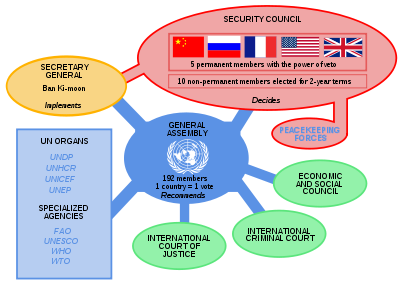 SECURITY COUNCIL
5 permanent members with the power of veto
10 non-permanent members elected for 2-year terms
Decides
SECRETARY
GENERAL
Ban Ki-moon
Implements
PEACEKEEPING
FORCES
GENERAL
ASSEMBLY
192 members
1 country = 1 vote
Recommends
UN ORGANS
UNDP
UNHCR
UNICEF
UNEP
SPECIALIZED
AGENCIES
FAO
UNESCO
WHO
WTO
ECONOMIC
AND SOCIAL
COUNCIL
INTERNATIONAL
CRIMINAL COURT
INTERNATIONAL
COURT OF
JUSTICE